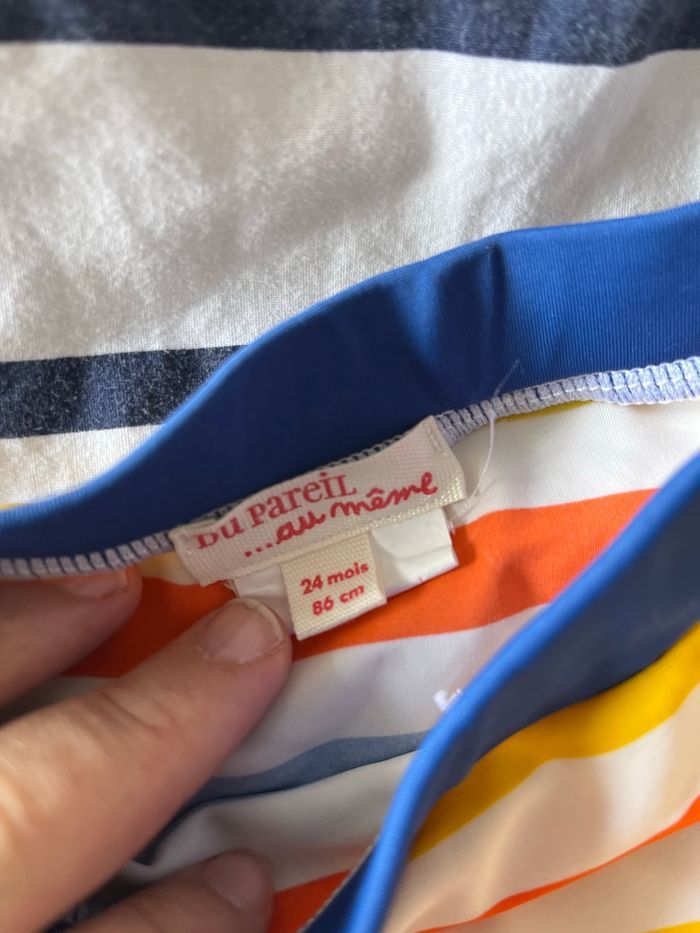 Du Pareil
...au même
24 mois
86 cm